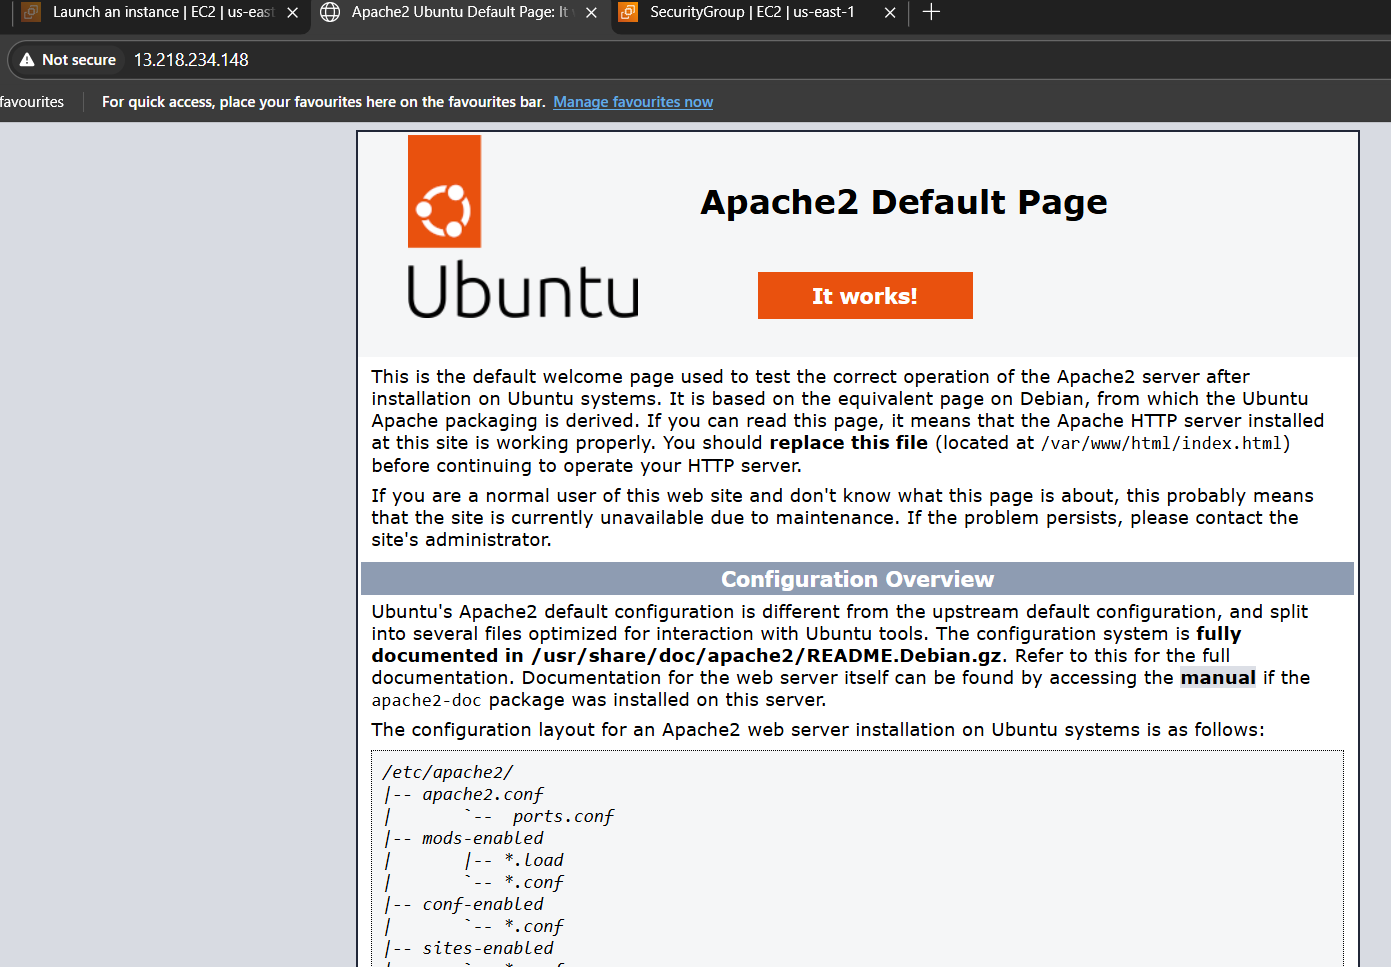 Launch an instance | EC2 | us-east
Apache2 Ubuntu Default Page: It
SecurityGroup | EC2 | us-east-1
Not secure 13.218.234.148
favourites For quick access, place your favourites here on the favourites bar. Manage favourites now
Ubuntu
Apache2 Default Page
It works!
This is the default welcome page used to test the correct operation of the Apache2 server after
installation on Ubuntu systems. It is based on the equivalent page on Debian, from which the Ubuntu
Apache packaging is derived. If you can read this page, it means that the Apache HTTP server installed
at this site is working properly. You should replace this file (located at /var/www/html/index.html)
before continuing to operate your HTTP server.
If you are a normal user of this web site and don't know what this page is about, this probably means
that the site is currently unavailable due to maintenance. If the problem persists, please contact the
site's administrator.
Configuration Overview
Ubuntu's Apache2 default configuration is different from the upstream default configuration, and split
into several files optimized for interaction with Ubuntu tools. The configuration system is fully
documented in /usr/share/doc/apache2/README.Debian.gz. Refer to this for the full
documentation. Documentation for the web server itself can be found by accessing the manual if the
apache2-doc package was installed on this server.
The configuration layout for an Apache2 web server installation on Ubuntu systems is as follows:
/etc/apache2/
|-- apache2.conf
|       `--  ports.conf
|-- mods-enabled
|       |-- *.load
|       `-- *.conf
|-- conf-enabled
|       `-- *.conf
|-- sites-enabled